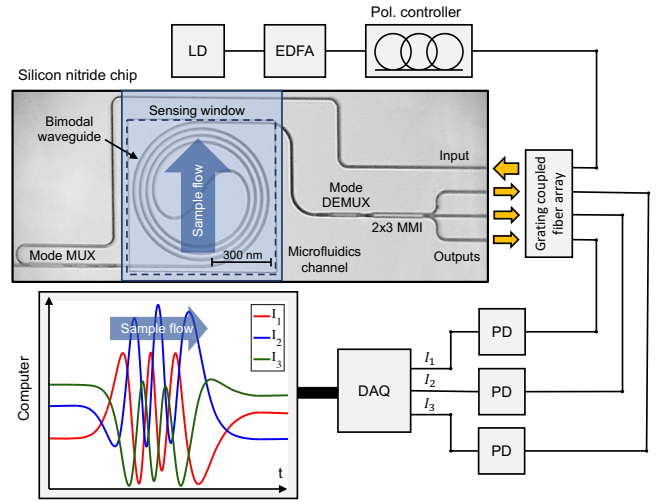 Pol. controller
LD
EDFA
Silicon nitride chip
Sensing window
Bimodal
waveguide
Sample flow
Input
Mode
DEMUX
2x3 MMI
Outputs
Mode MUX
300 nm
Microfluidics
channel
Grating coupled
fiber array
Sample flow
I₁
I₂
I₃
Computer
t
DAQ
I₁
I₂
I₃
PD
PD
PD